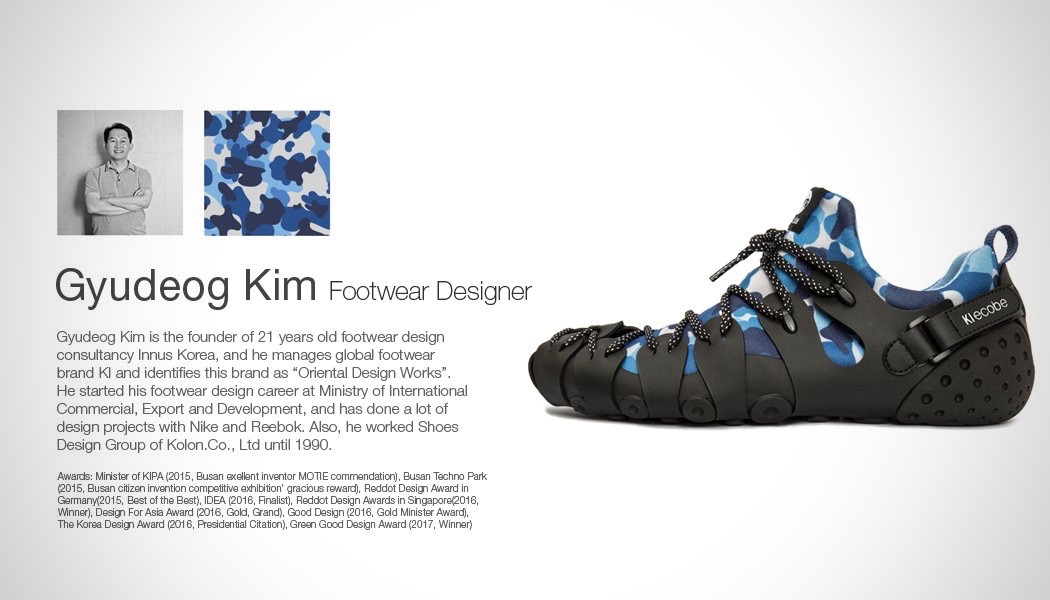 Gyudeog Kim Footwear Designer
Gyudeog Kim is the founder of 21 years old footwear design
consultancy Innus Korea, and he manages global footwear
brand KI and identifies this brand as “Oriental Design Works”.
He started his footwear design career at Ministry of International
Commercial, Export and Development, and has done a lot of
design projects with Nike and Reebok. Also, he worked Shoes
Design Group of Kolon.Co., Ltd until 1990.
Awards: Minister of KIPA (2015, Busan exellent inventor MOTIE commendation), Busan Techno Park
(2015, Busan citizen invention competitive exhibition’ gracious reward), Reddot Design Award in
Germany(2015, Best of the Best), IDEA (2016, Finalist), Reddot Design Awards in Singapore(2016,
Winner), Design For Asia Award (2016, Gold, Grand), Good Design (2016, Gold Minister Award),
The Korea Design Award (2016, Presidential Citation), Green Good Design Award (2017, Winner)
KI ecobe